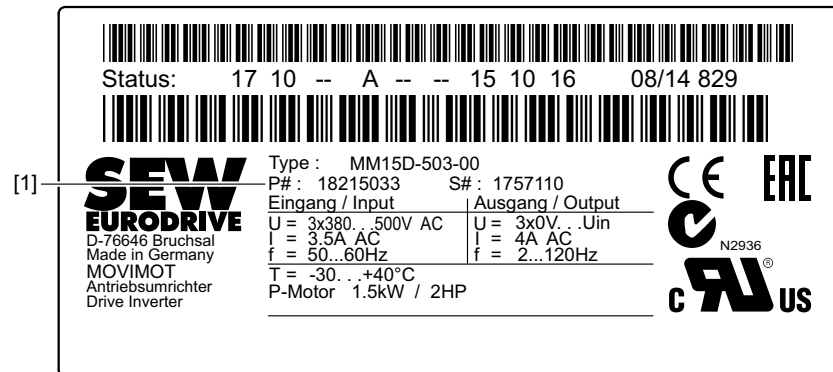 Status: 17 10 -- A -- -- 15 10 16 08/14 829
[1]
SEW
EURODRIVE
D-76646 Bruchsal
Made in Germany
MOVIMOT
Antriebsumrichter
Drive Inverter
Type : MM15D-503-00
P# : 18215033 S# : 1757110
Eingang / Input Ausgang / Output
U = 3x380. . .500V AC U = 3x0V. . .Uin
I = 3.5A AC I = 4A AC
f = 50...60Hz f = 2...120Hz
T = -30. . .+40°C
P-Motor 1.5kW / 2HP
CE EAC
N2936
c RU ® US